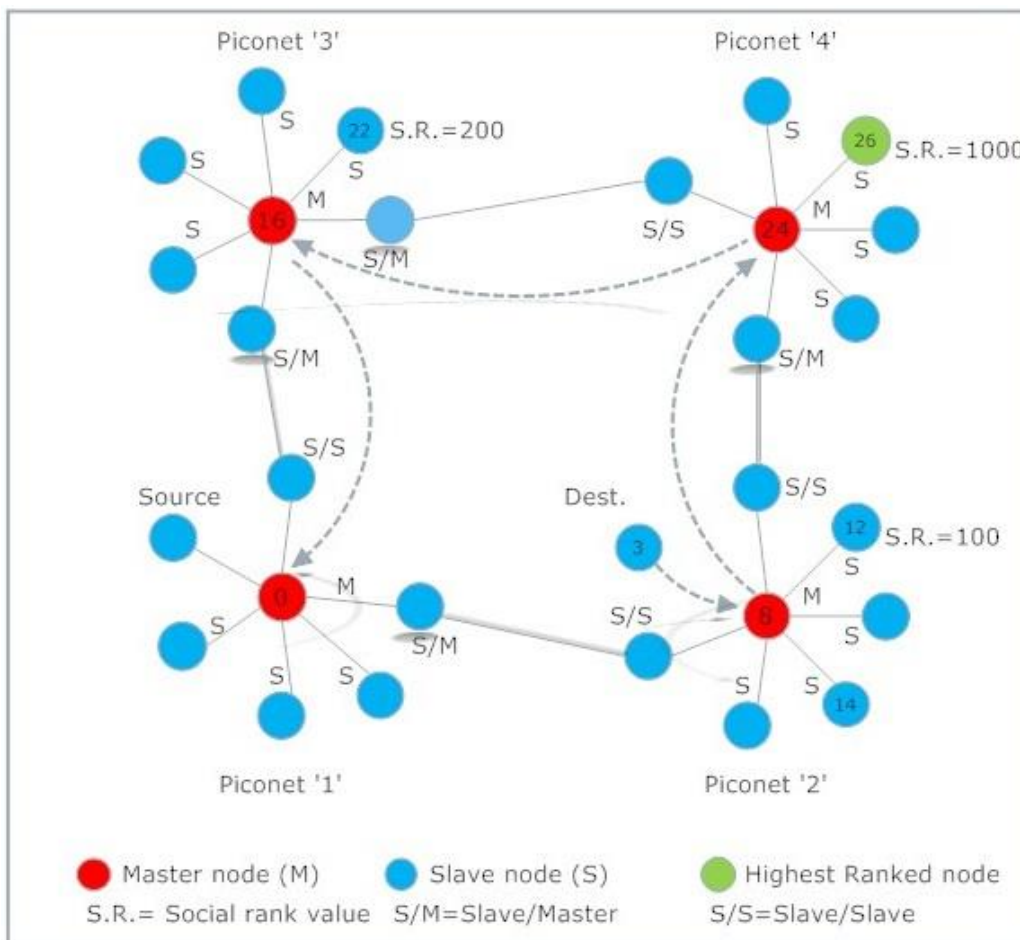 Piconet '3'
Piconet '4'
S
22
S.R.=200
S
S
26
S.R.=1000
S
S
S
M
M
16
24
S
S/M
S/S
S
S
S/M
S/M
S/S
S/S
Source
Dest.
12
S.R.=100
3
S
M
M
0
S/S
8
S
S/M
S
S
S
S
S
14
Piconet '1'
Piconet '2'
Master node (M)
Slave node (S)
Highest Ranked node
S.R.= Social rank value
S/M=Slave/Master
S/S=Slave/Slave